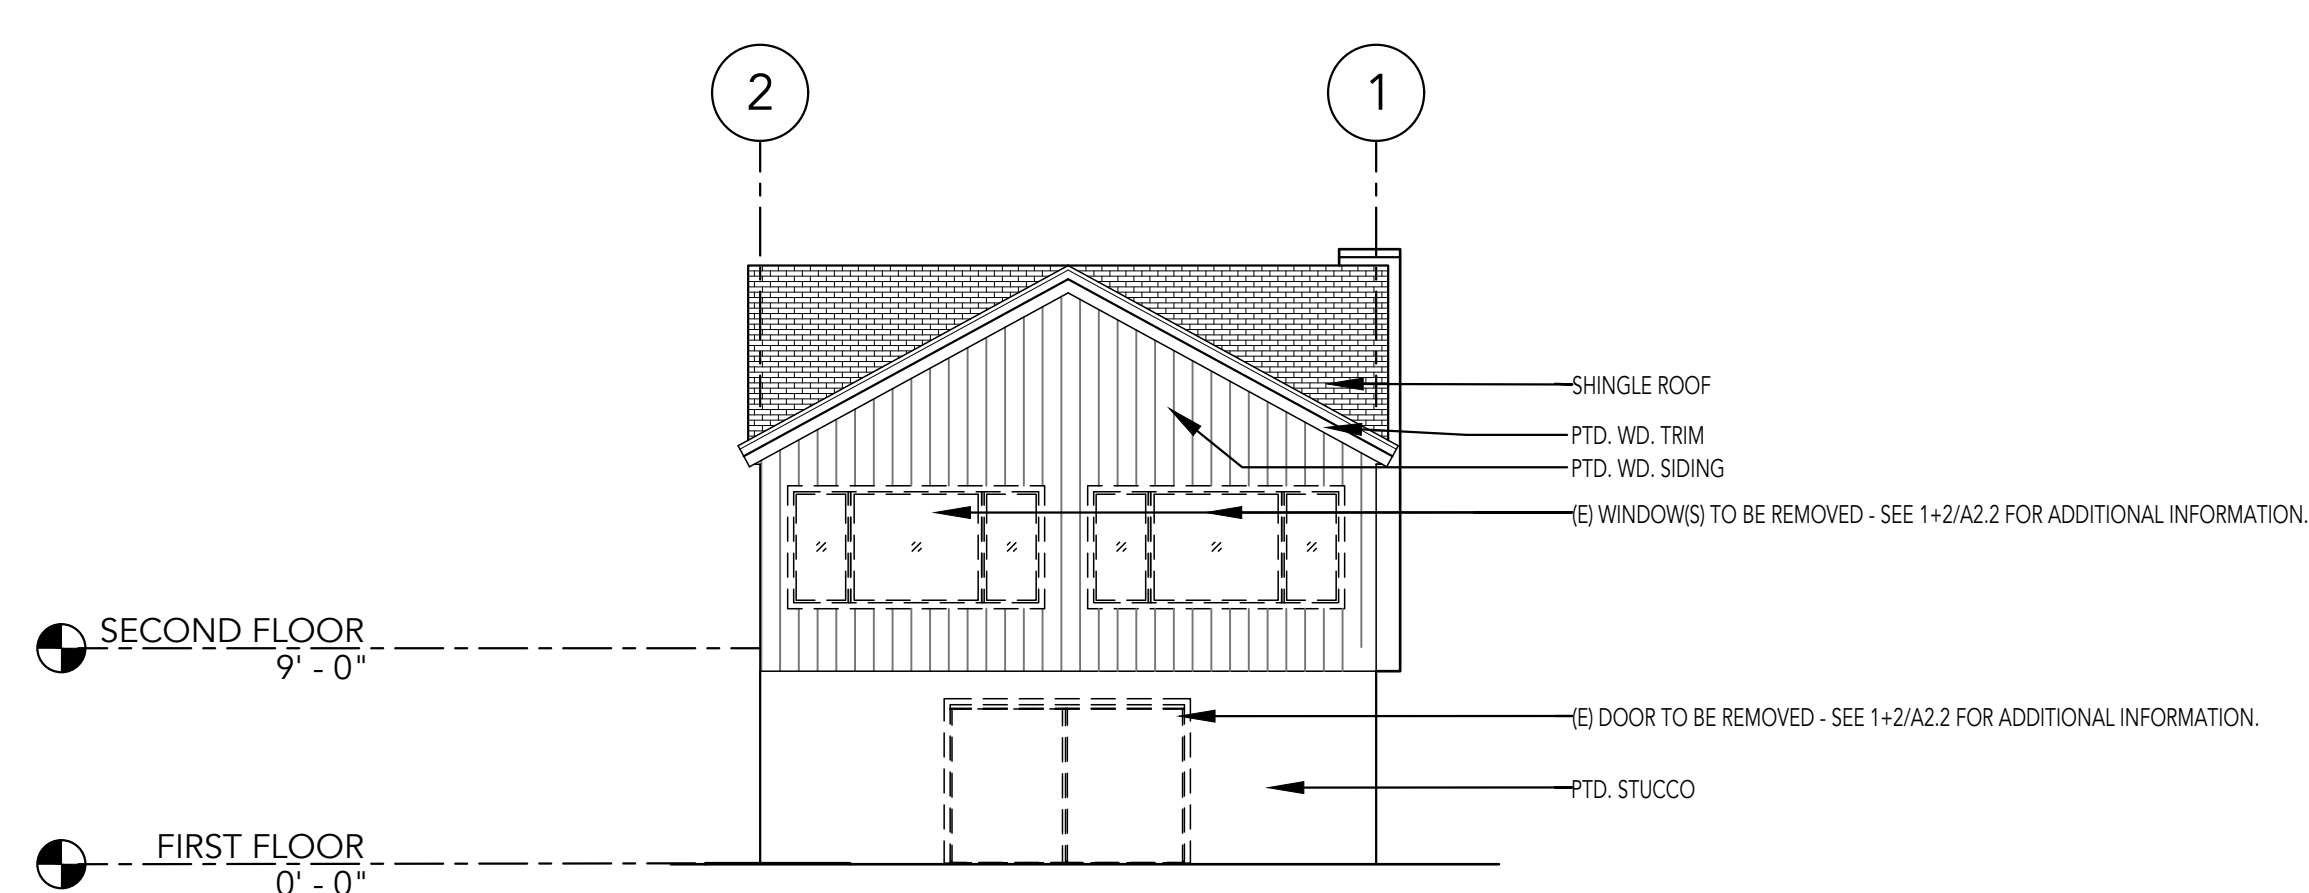 2
1
SHINGLE ROOF
PTD. WD. TRIM
PTD. WD. SIDING
(E) WINDOW(S) TO BE REMOVED - SEE 1+2/A2.2 FOR ADDITIONAL INFORMATION.
SECOND FLOOR
9' - 0"
(E) DOOR TO BE REMOVED - SEE 1+2/A2.2 FOR ADDITIONAL INFORMATION.
PTD. STUCCO
FIRST FLOOR
0' - 0"